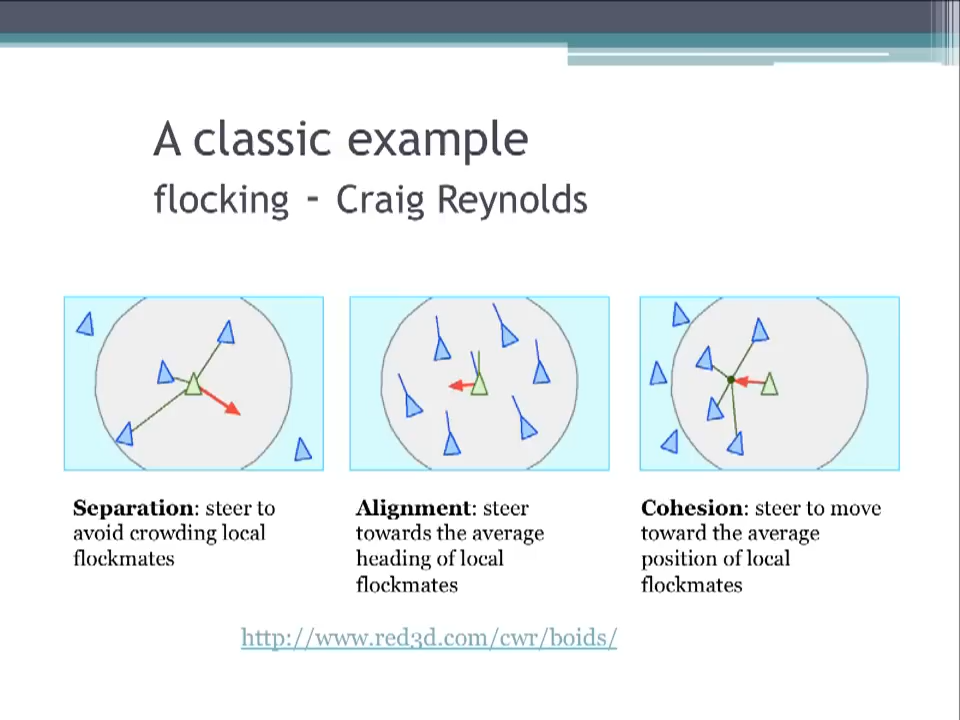 A classic example
flocking - Craig Reynolds
Separation: steer to
avoid crowding local
flockmates
Alignment: steer
towards the average
heading of local
flockmates
Cohesion: steer to move
toward the average
position of local
flockmates
http://www.red3d.com/cwr/boids/